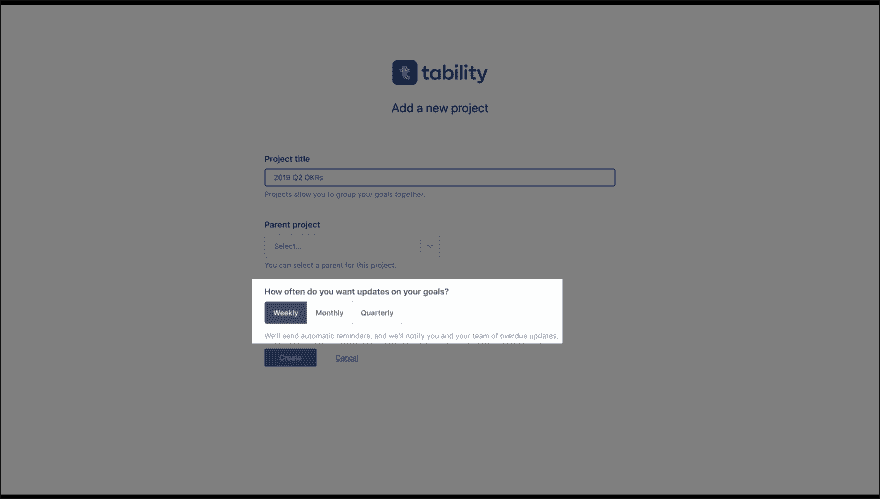 tability
Add a new project
Project title
2019 Q2 OKRs
Projects allow you to group your goals together.
Parent project
Select...
You can select a parent for this project.
How often do you want updates on your goals?
Weekly Monthly Quarterly
We'll send automatic reminders, and we'll notify you and your team of overdue updates.
Create Cancel